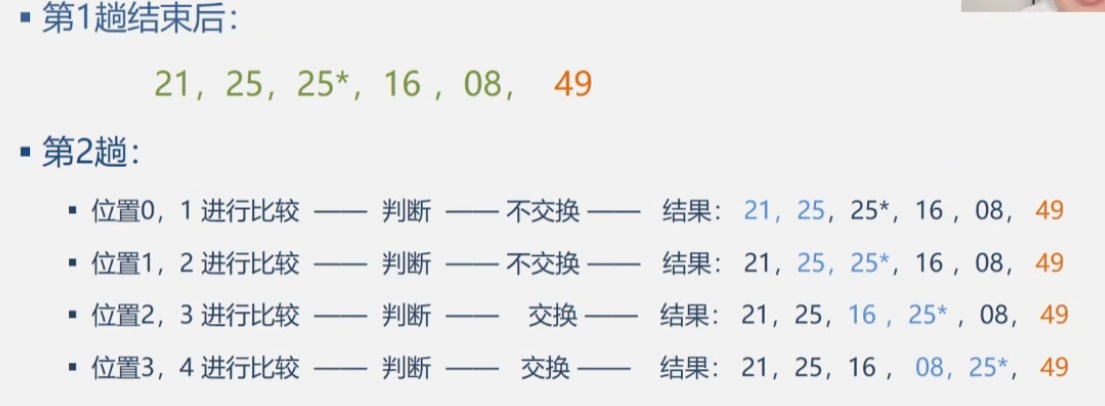 ▪ 第1趟结束后:
21, 25, 25*, 16 , 08, 49
▪ 第2趟:
▪ 位置0, 1 进行比较 —— 判断 —— 不交换 —— 结果: 21, 25, 25*, 16 , 08, 49
▪ 位置1, 2 进行比较 —— 判断 —— 不交换 —— 结果: 21, 25, 25*, 16 , 08, 49
▪ 位置2, 3 进行比较 —— 判断 —— 交换 —— 结果: 21, 25, 16 , 25* , 08, 49
▪ 位置3, 4 进行比较 —— 判断 —— 交换 —— 结果: 21, 25, 16 , 08, 25*, 49